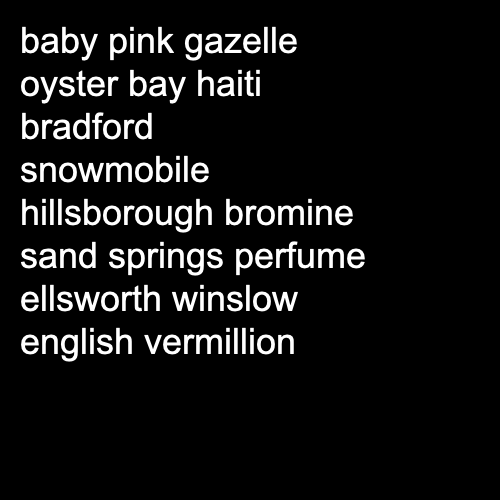 baby pink gazelle
oyster bay haiti
bradford
snowmobile
hillsborough bromine
sand springs perfume
ellsworth winslow
english vermillion